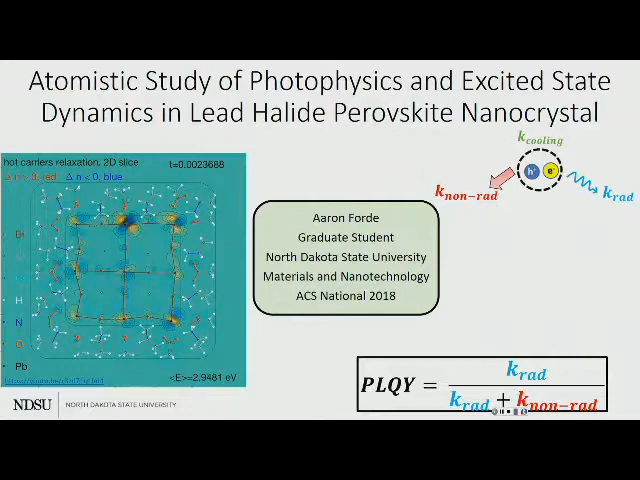 Atomistic Study of Photophysics and Excited State
Dynamics in Lead Halide Perovskite Nanocrystal
hot carriers relaxation. 2D slice
t=0.0023688
Δ n > 0, red Δ n < 0, blue
Br
H
N
O
Pb
<E>=2.9481 eV
k_cooling
h⁺ e⁻
k_non-rad
k_rad
Aaron Forde
Graduate Student
North Dakota State University
Materials and Nanotechnology
ACS National 2018
PLQY = k_rad / (k_rad + k_non-rad)
NDSU NORTH DAKOTA STATE UNIVERSITY